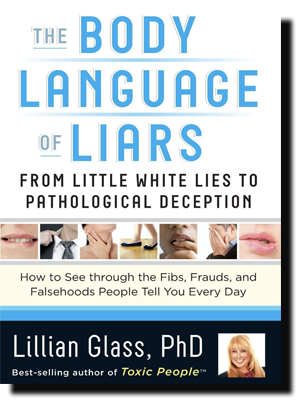 THE BODY
LANGUAGE
OF LIARS
FROM LITTLE WHITE LIES TO
PATHOLOGICAL DECEPTION
How to See through the Fibs, Frauds, and
Falsehoods People Tell You Every Day
Lillian Glass, PhD
Best-selling author of Toxic People™